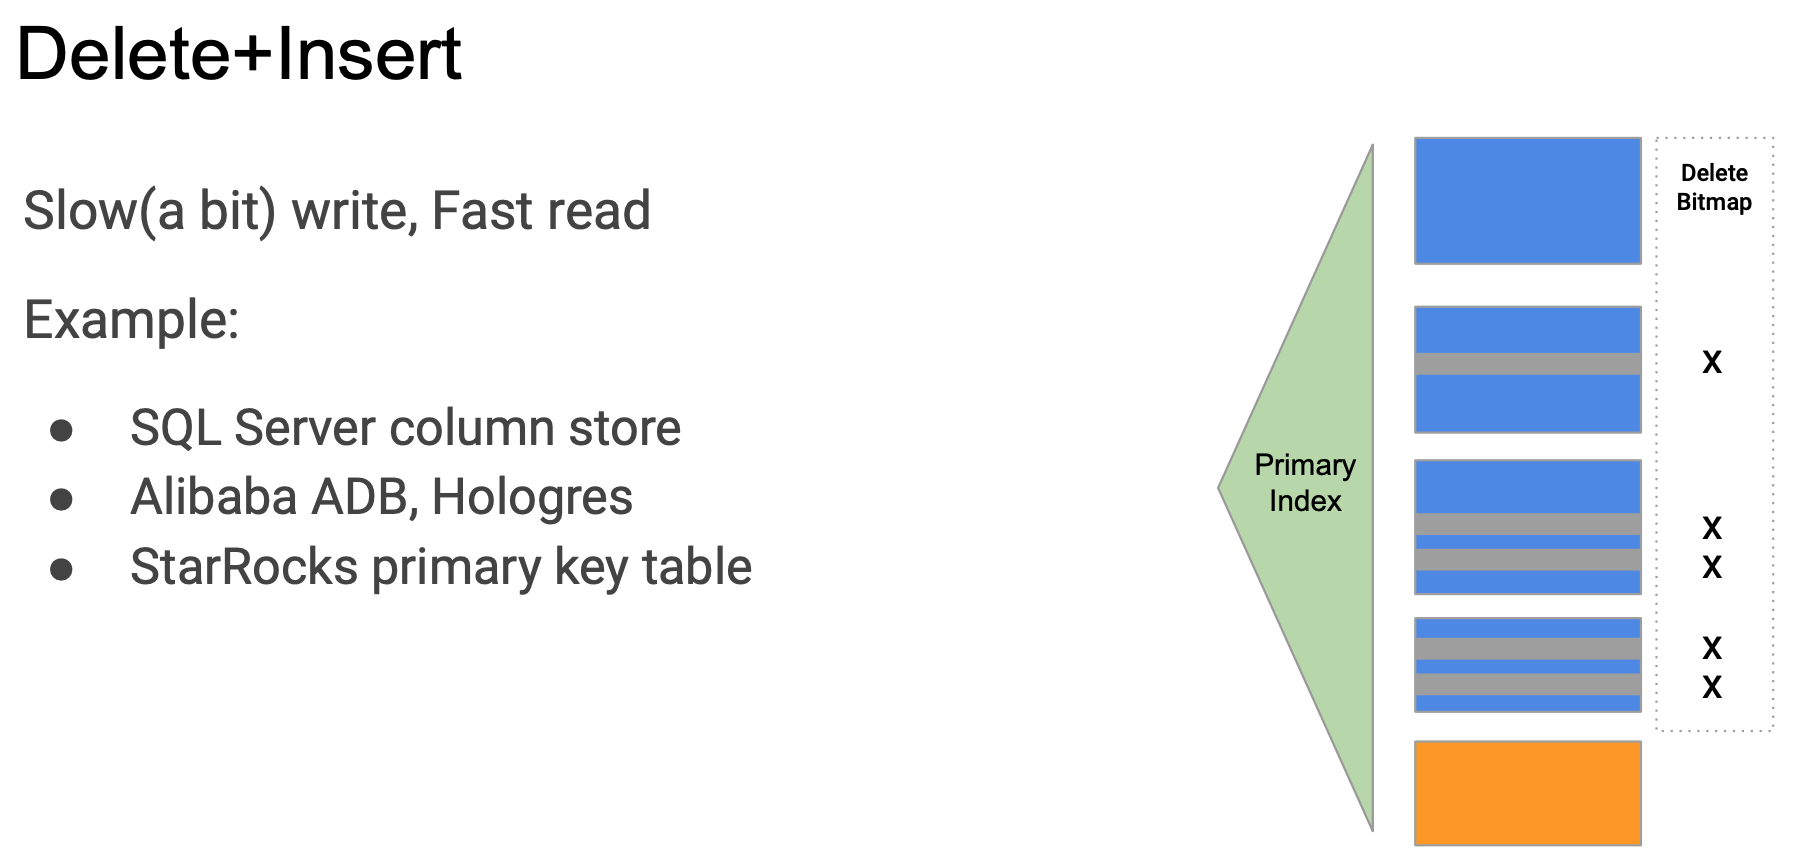 Delete+Insert
Slow(a bit) write, Fast read
Example:
● SQL Server column store
● Alibaba ADB, Hologres
● StarRocks primary key table
Primary
Index
Delete
Bitmap
X
X
X
X
X